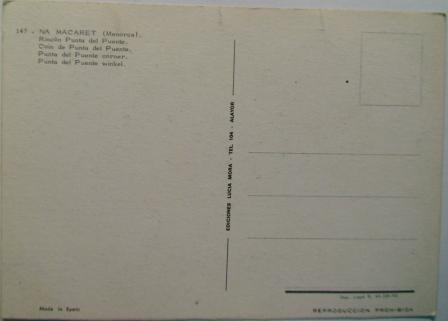 147 - NA MACARET (Menorca).
Rincón Punta del Puente.
Coin de Punta del Puente.
Punta del Puente corner.
Punta del Puente winkel.
EDICIONES LUCIA MORA - TEL. 104 - ALAYOR
Made in Spain
REPRODUCCION PROHIBIDA